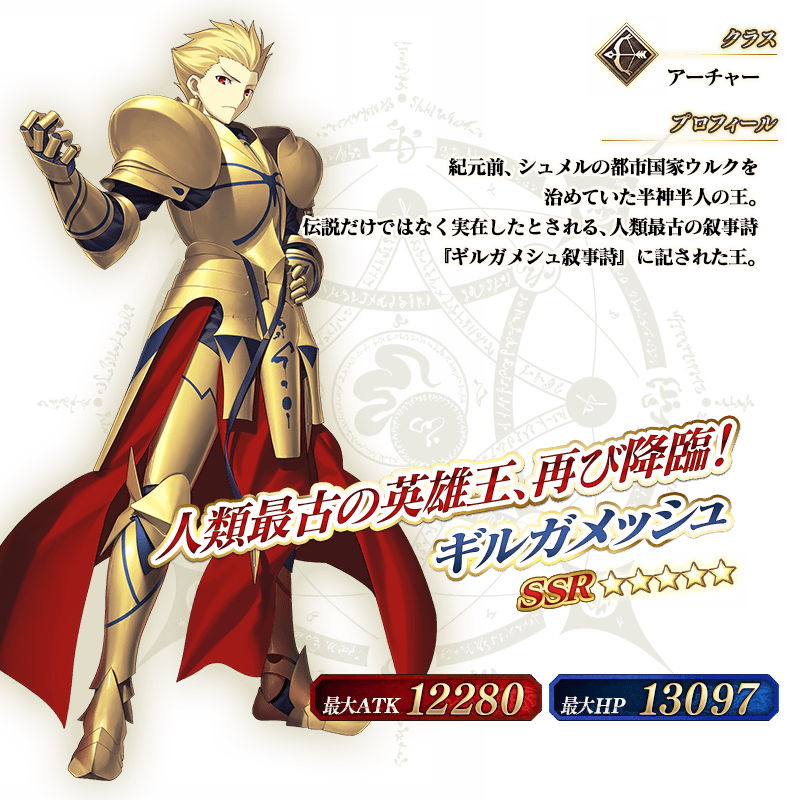 クラス
アーチャー
プロフィール
紀元前、シュメルの都市国家ウルクを
治めていた半神半人の王。
伝説だけではなく実在したとされる、人類最古の叙事詩
『ギルガメシュ叙事詩』に記された王。
人類最古の英雄王、再び降臨！
ギルガメッシュ
SSR ☆☆☆☆☆
最大ATK 12280
最大HP 13097